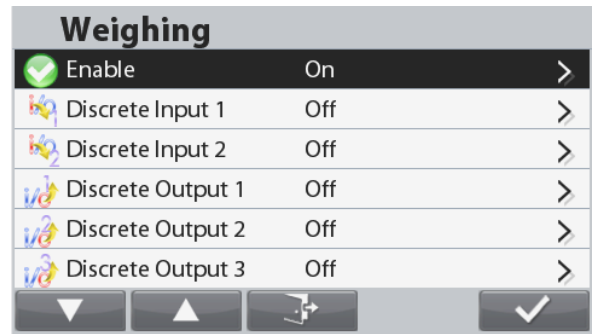 Weighing
Enable On
Discrete Input 1 Off
Discrete Input 2 Off
Discrete Output 1 Off
Discrete Output 2 Off
Discrete Output 3 Off